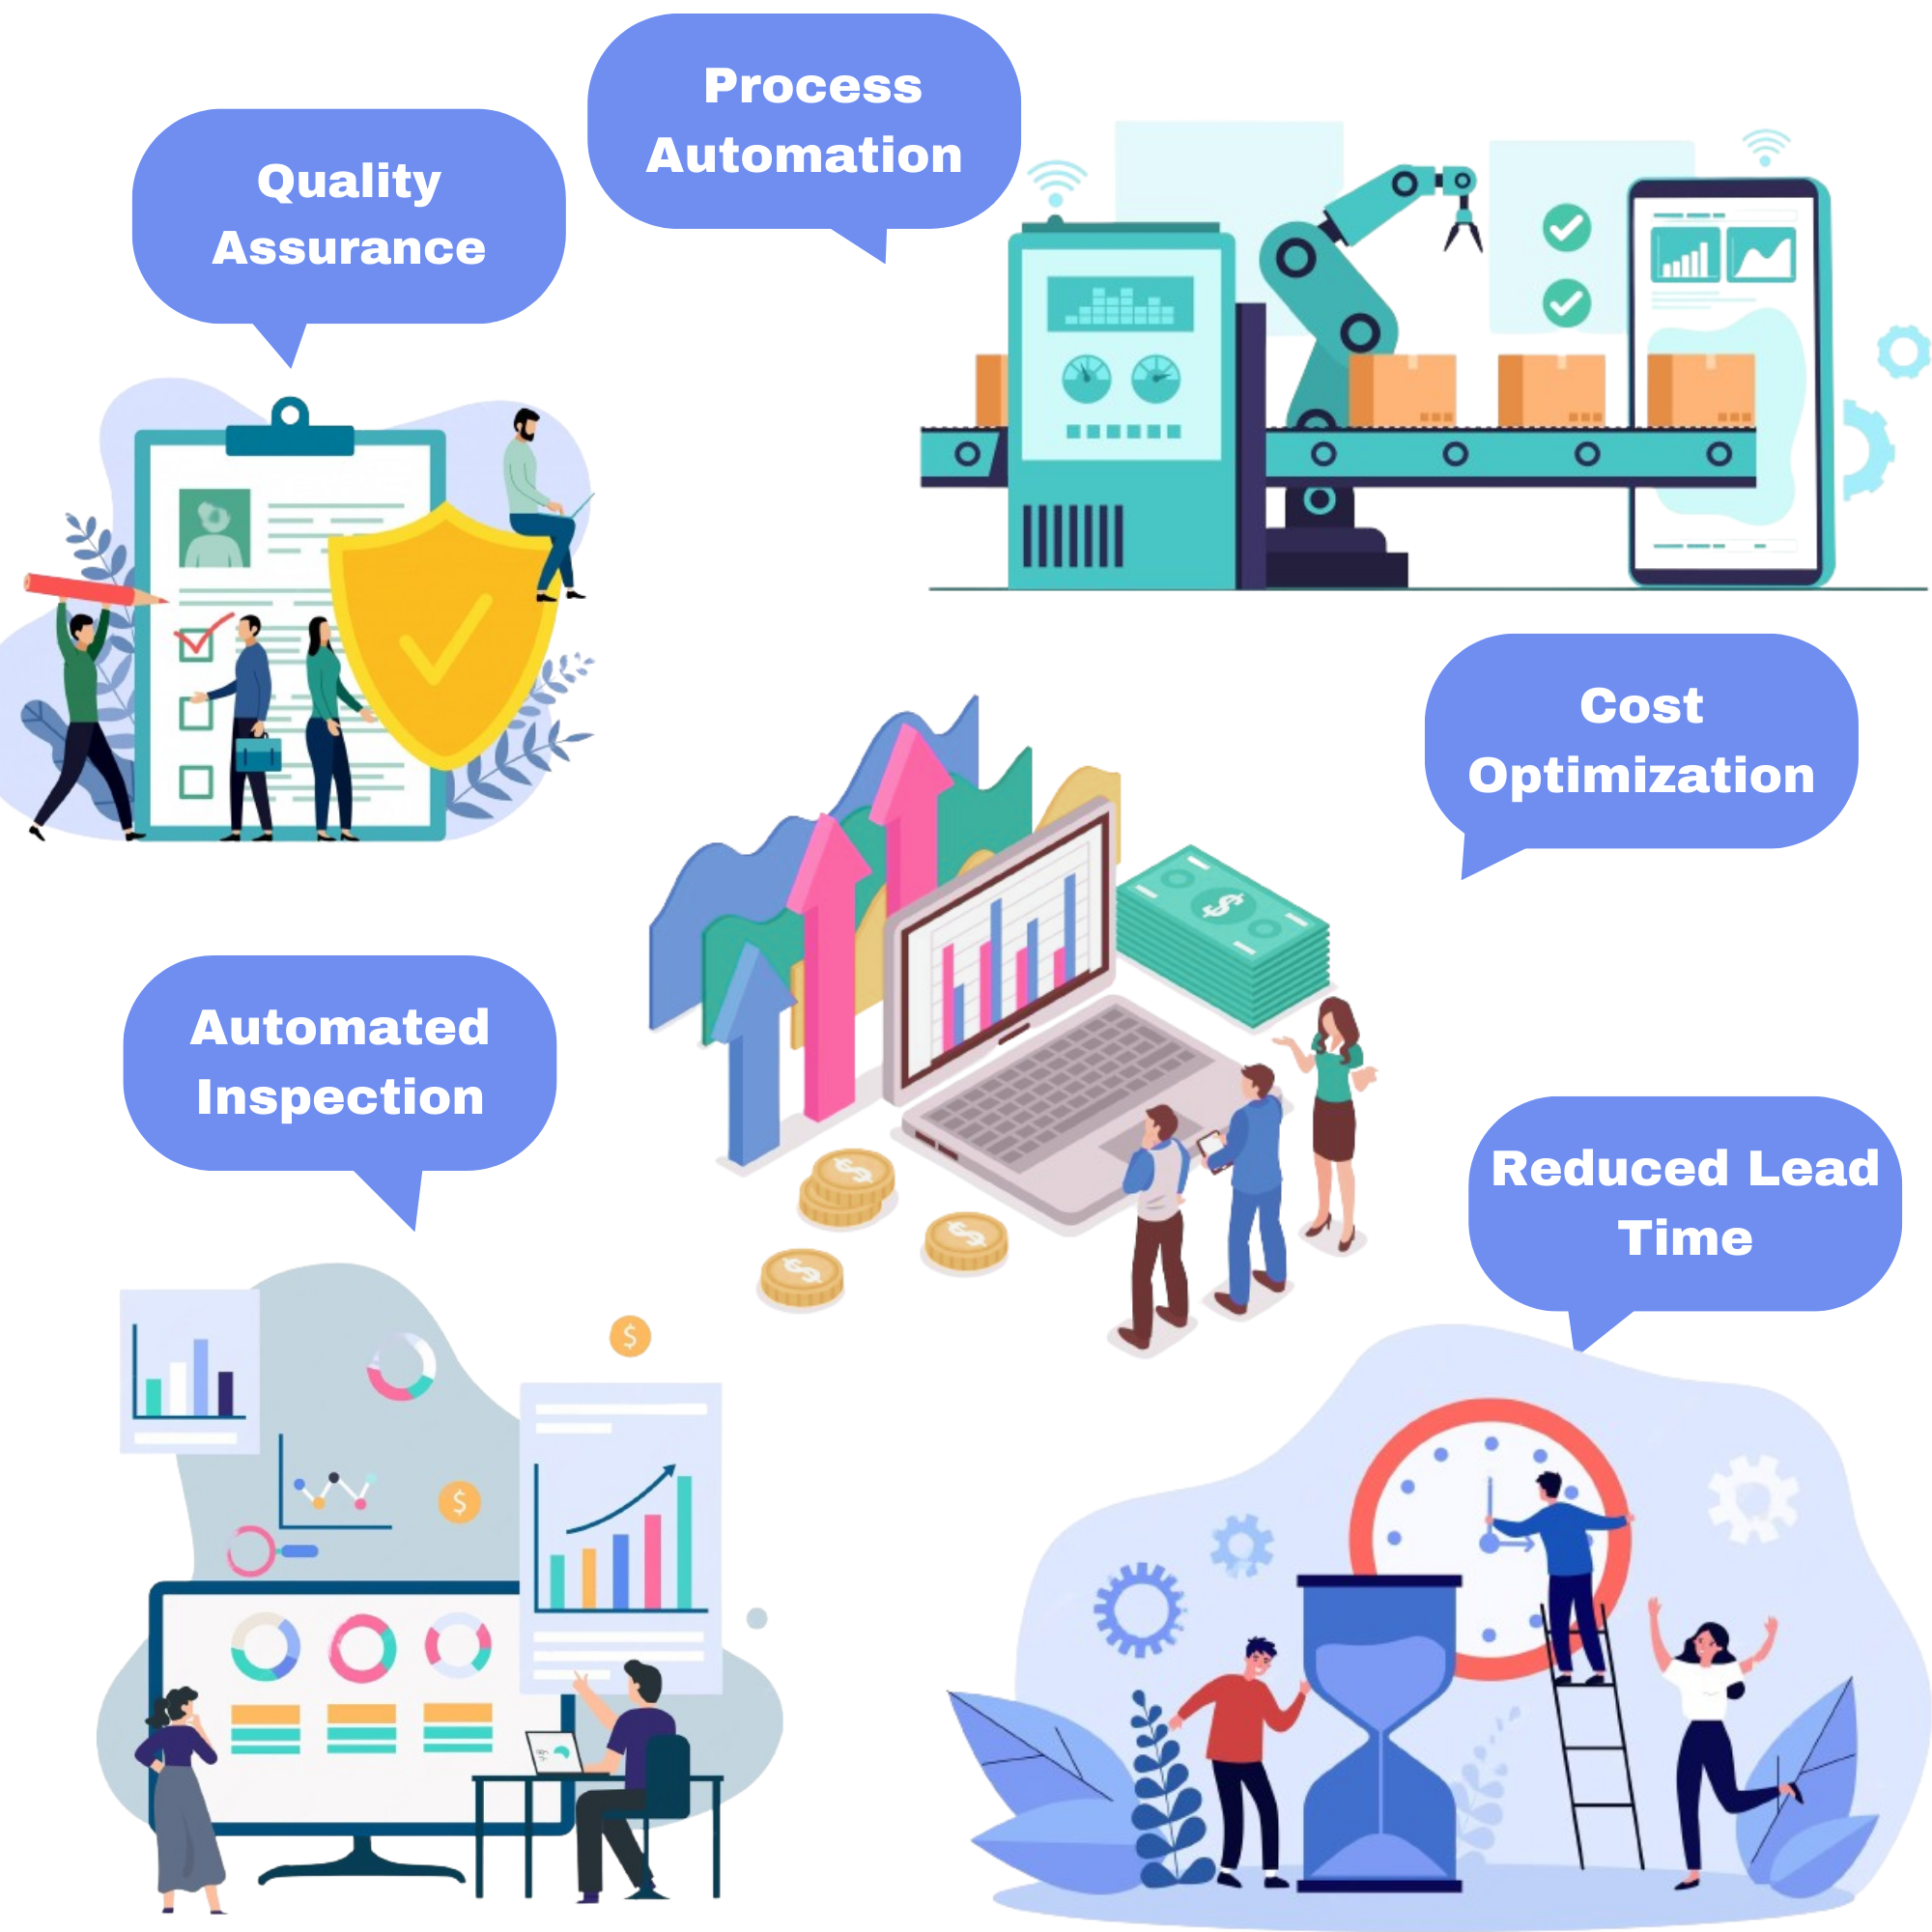 Process
Automation
Quality
Assurance
Cost
Optimization
Automated
Inspection
Reduced Lead
Time
$
$
$
$
$
$